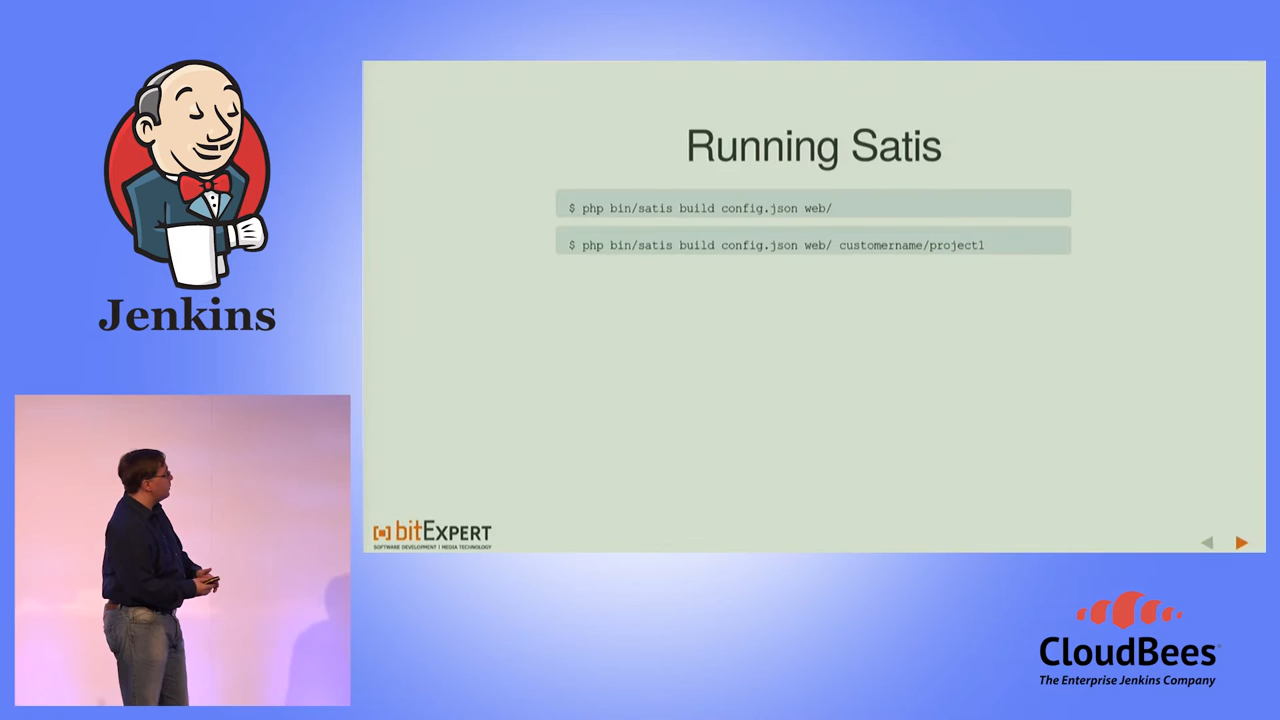 Jenkins
Running Satis
$ php bin/satis build config.json web/
$ php bin/satis build config.json web/ customername/project1
bitExpert
SOFTWARE DEVELOPMENT | MEDIA TECHNOLOGY
CloudBees
The Enterprise Jenkins Company